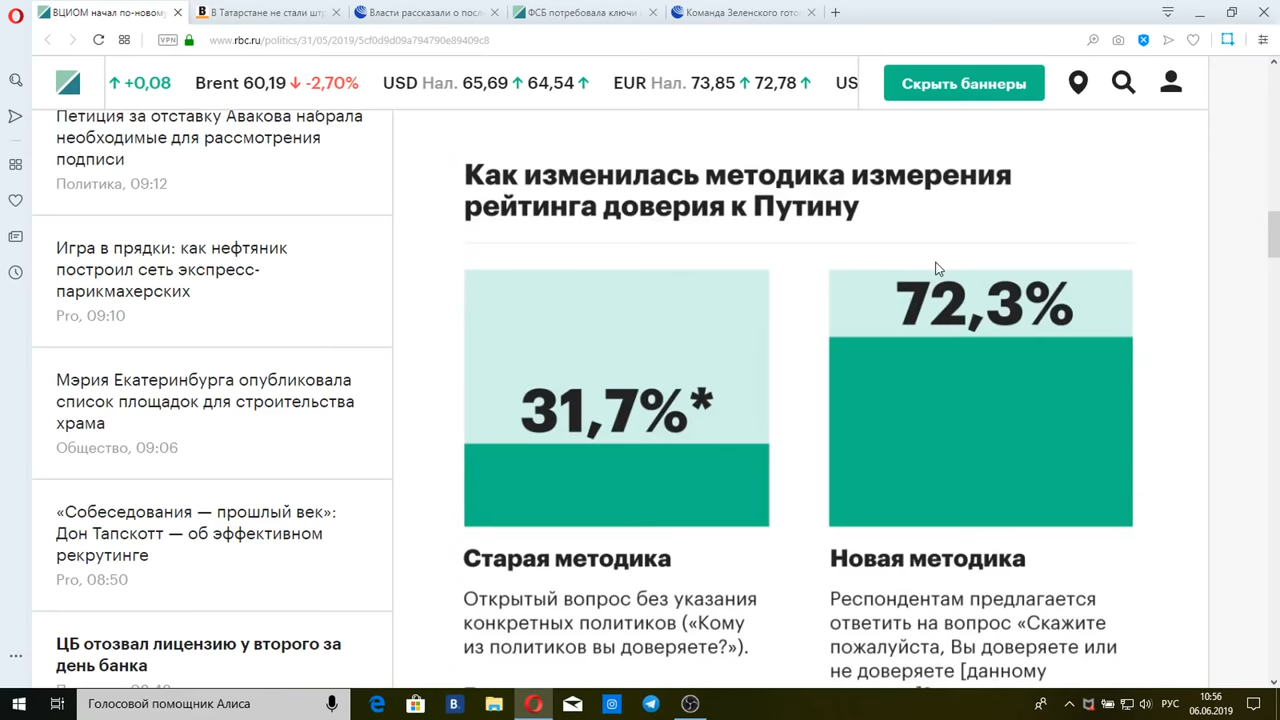 ВЦИОМ начал по-новому
В Татарстане не стали штр
Власти рассказали о после
ФСБ потребовала ключи
Команда Зеленского гото
VPN
www.rbc.ru/politics/31/05/2019/5cf0d9d09a794790e89409c8
+0,08 Brent 60,19 -2,70% USD Нал. 65,69 64,54 EUR Нал. 73,85 72,78 US
Скрыть баннеры
Петиция за отставку Авакова набрала
необходимые для рассмотрения
подписи
Политика, 09:12
Игра в прядки: как нефтяник
построил сеть экспресс-
парикмахерских
Pro, 09:10
Мэрия Екатеринбурга опубликовала
список площадок для строительства
храма
Общество, 09:06
«Собеседования — прошлый век»:
Дон Тапскотт — об эффективном
рекрутинге
Pro, 08:50
ЦБ отозвал лицензию у второго за
день банка
Как изменилась методика измерения
рейтинга доверия к Путину
31,7%*
72,3%
Старая методика
Открытый вопрос без указания
конкретных политиков («Кому
из политиков вы доверяете?»).
Новая методика
Респондентам предлагается
ответить на вопрос «Скажите
пожалуйста, Вы доверяете или
не доверяете [данному
Голосовой помощник Алиса
РУС
10:56
06.06.2019